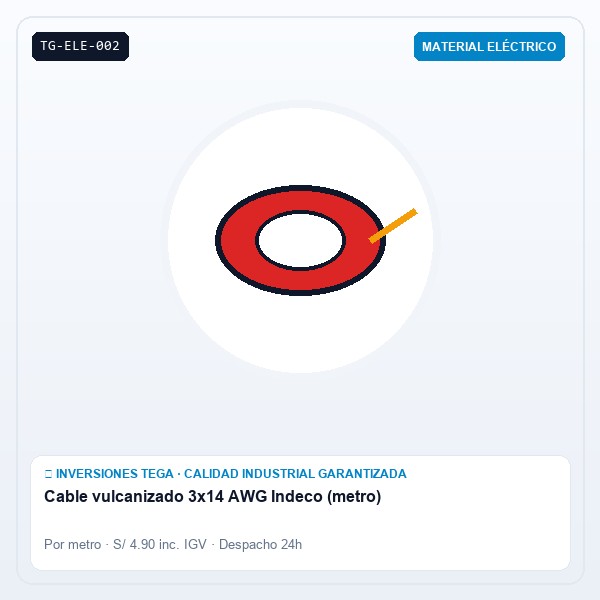 TG-ELE-002
MATERIAL ELÉCTRICO
INVERSIONES TEGA · CALIDAD INDUSTRIAL GARANTIZADA
Cable vulcanizado 3x14 AWG Indeco (metro)
Por metro · S/ 4.90 inc. IGV · Despacho 24h